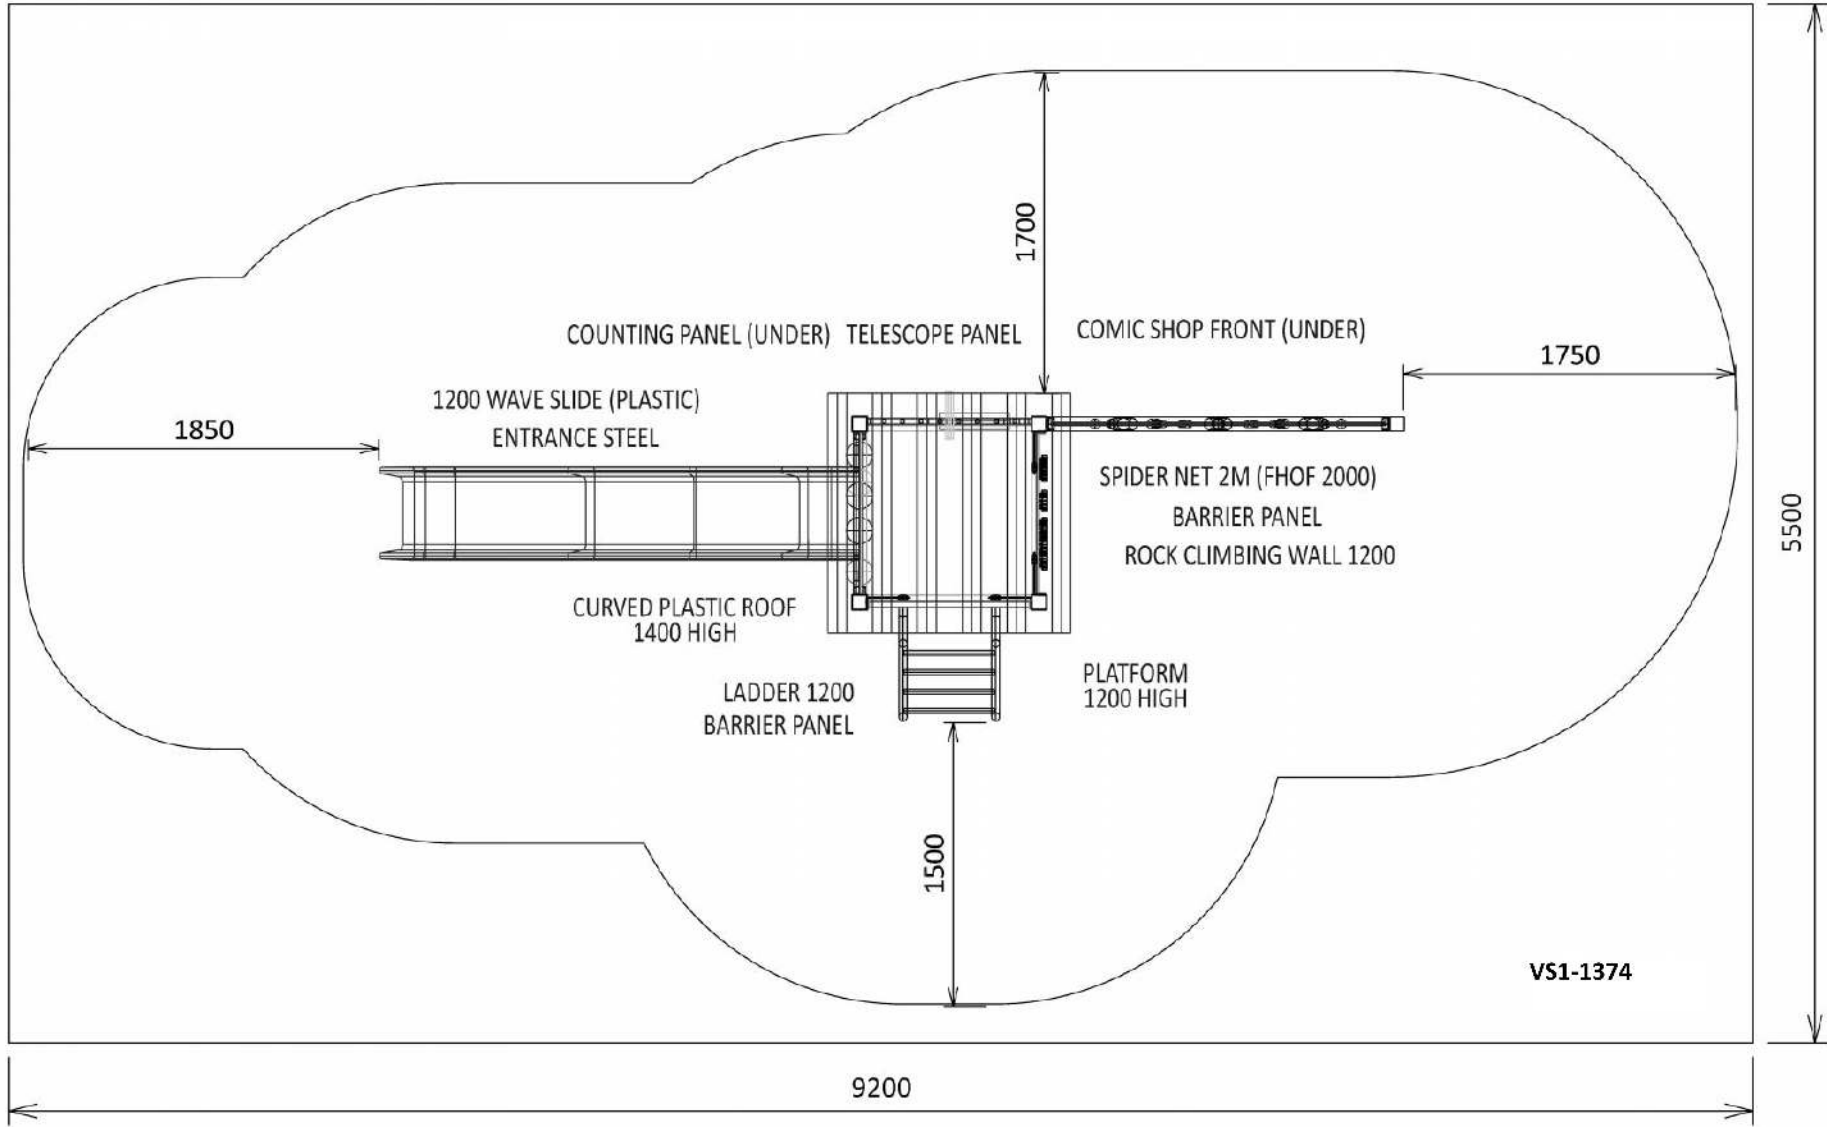 1700
COUNTING PANEL (UNDER) TELESCOPE PANEL
COMIC SHOP FRONT (UNDER)
1750
1200 WAVE SLIDE (PLASTIC)
ENTRANCE STEEL
1850
SPIDER NET 2M (FHOF 2000)
BARRIER PANEL
ROCK CLIMBING WALL 1200
5500
CURVED PLASTIC ROOF
1400 HIGH
LADDER 1200
BARRIER PANEL
PLATFORM
1200 HIGH
1500
VS1-1374
9200